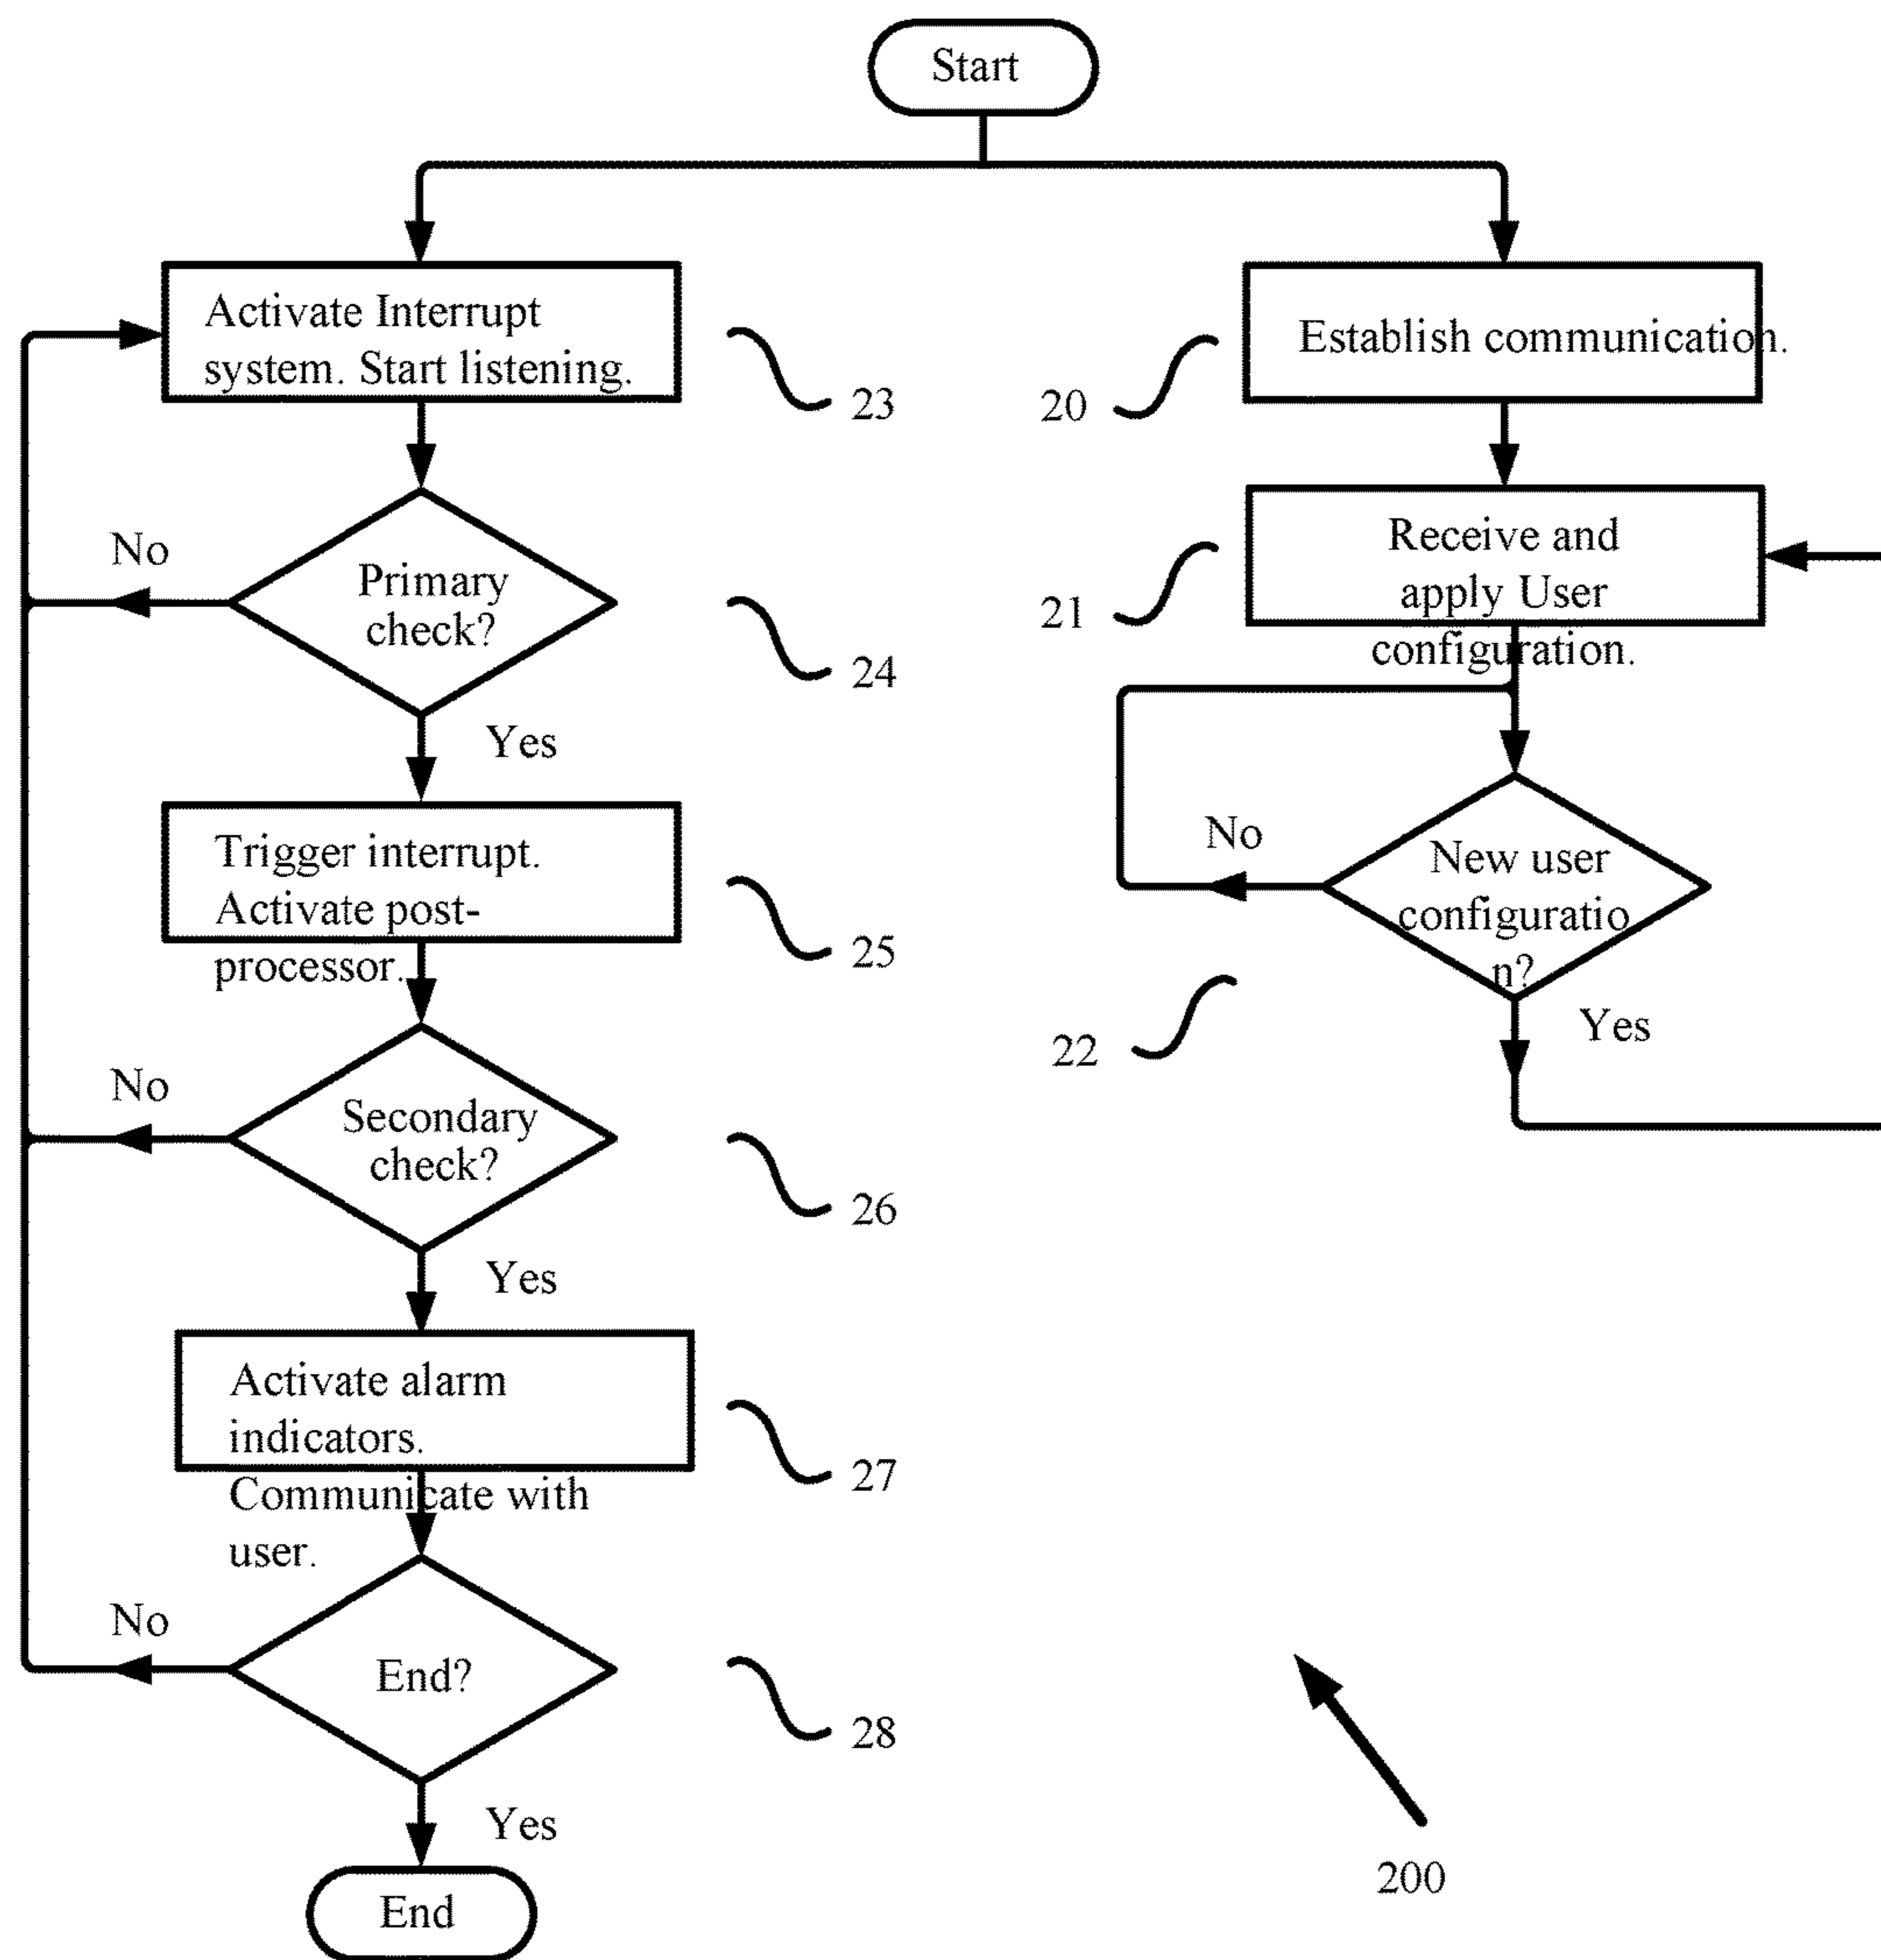 Start
Activate Interrupt
system. Start listening.
23
20
Establish communication.
No
Primary
check?
24
21
Receive and
apply User
configuration.
Yes
Trigger interrupt.
Activate post-
processor.
25
No
New user
configuratio
n?
22
Yes
No
Secondary
check?
26
Yes
Activate alarm
indicators.
Communicate with
user.
27
No
End?
28
Yes
End
200